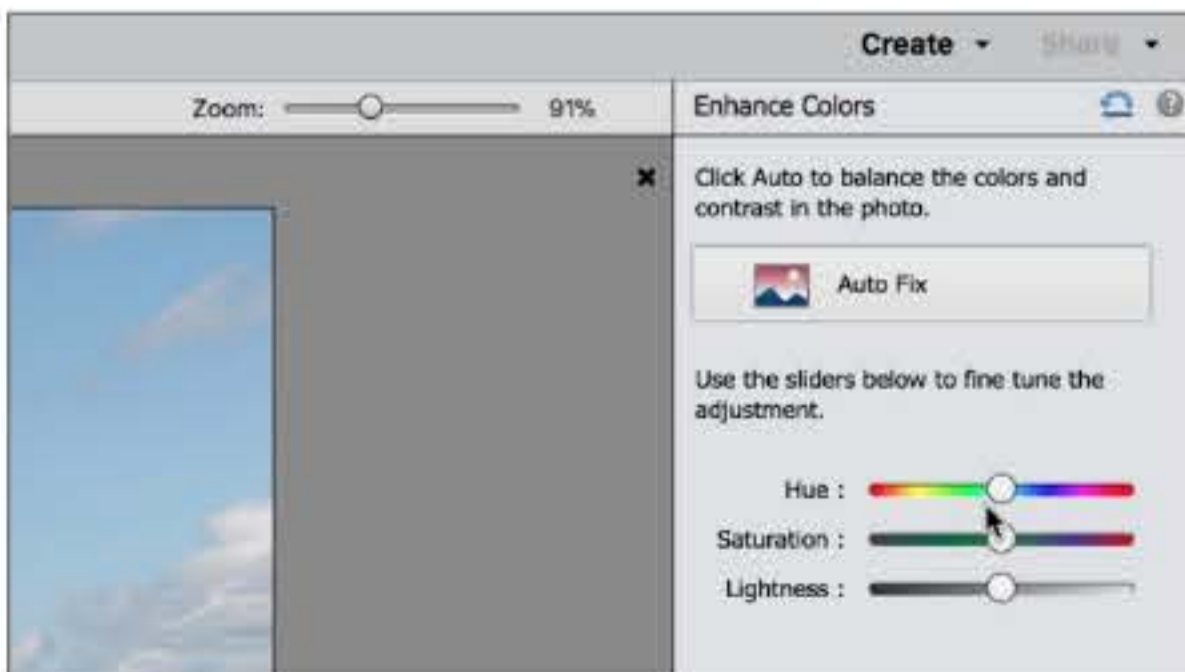 Create Share
Zoom: 91% Enhance Colors
Click Auto to balance the colors and
contrast in the photo.
Auto Fix
Use the sliders below to fine tune the
adjustment.
Hue :
Saturation :
Lightness :